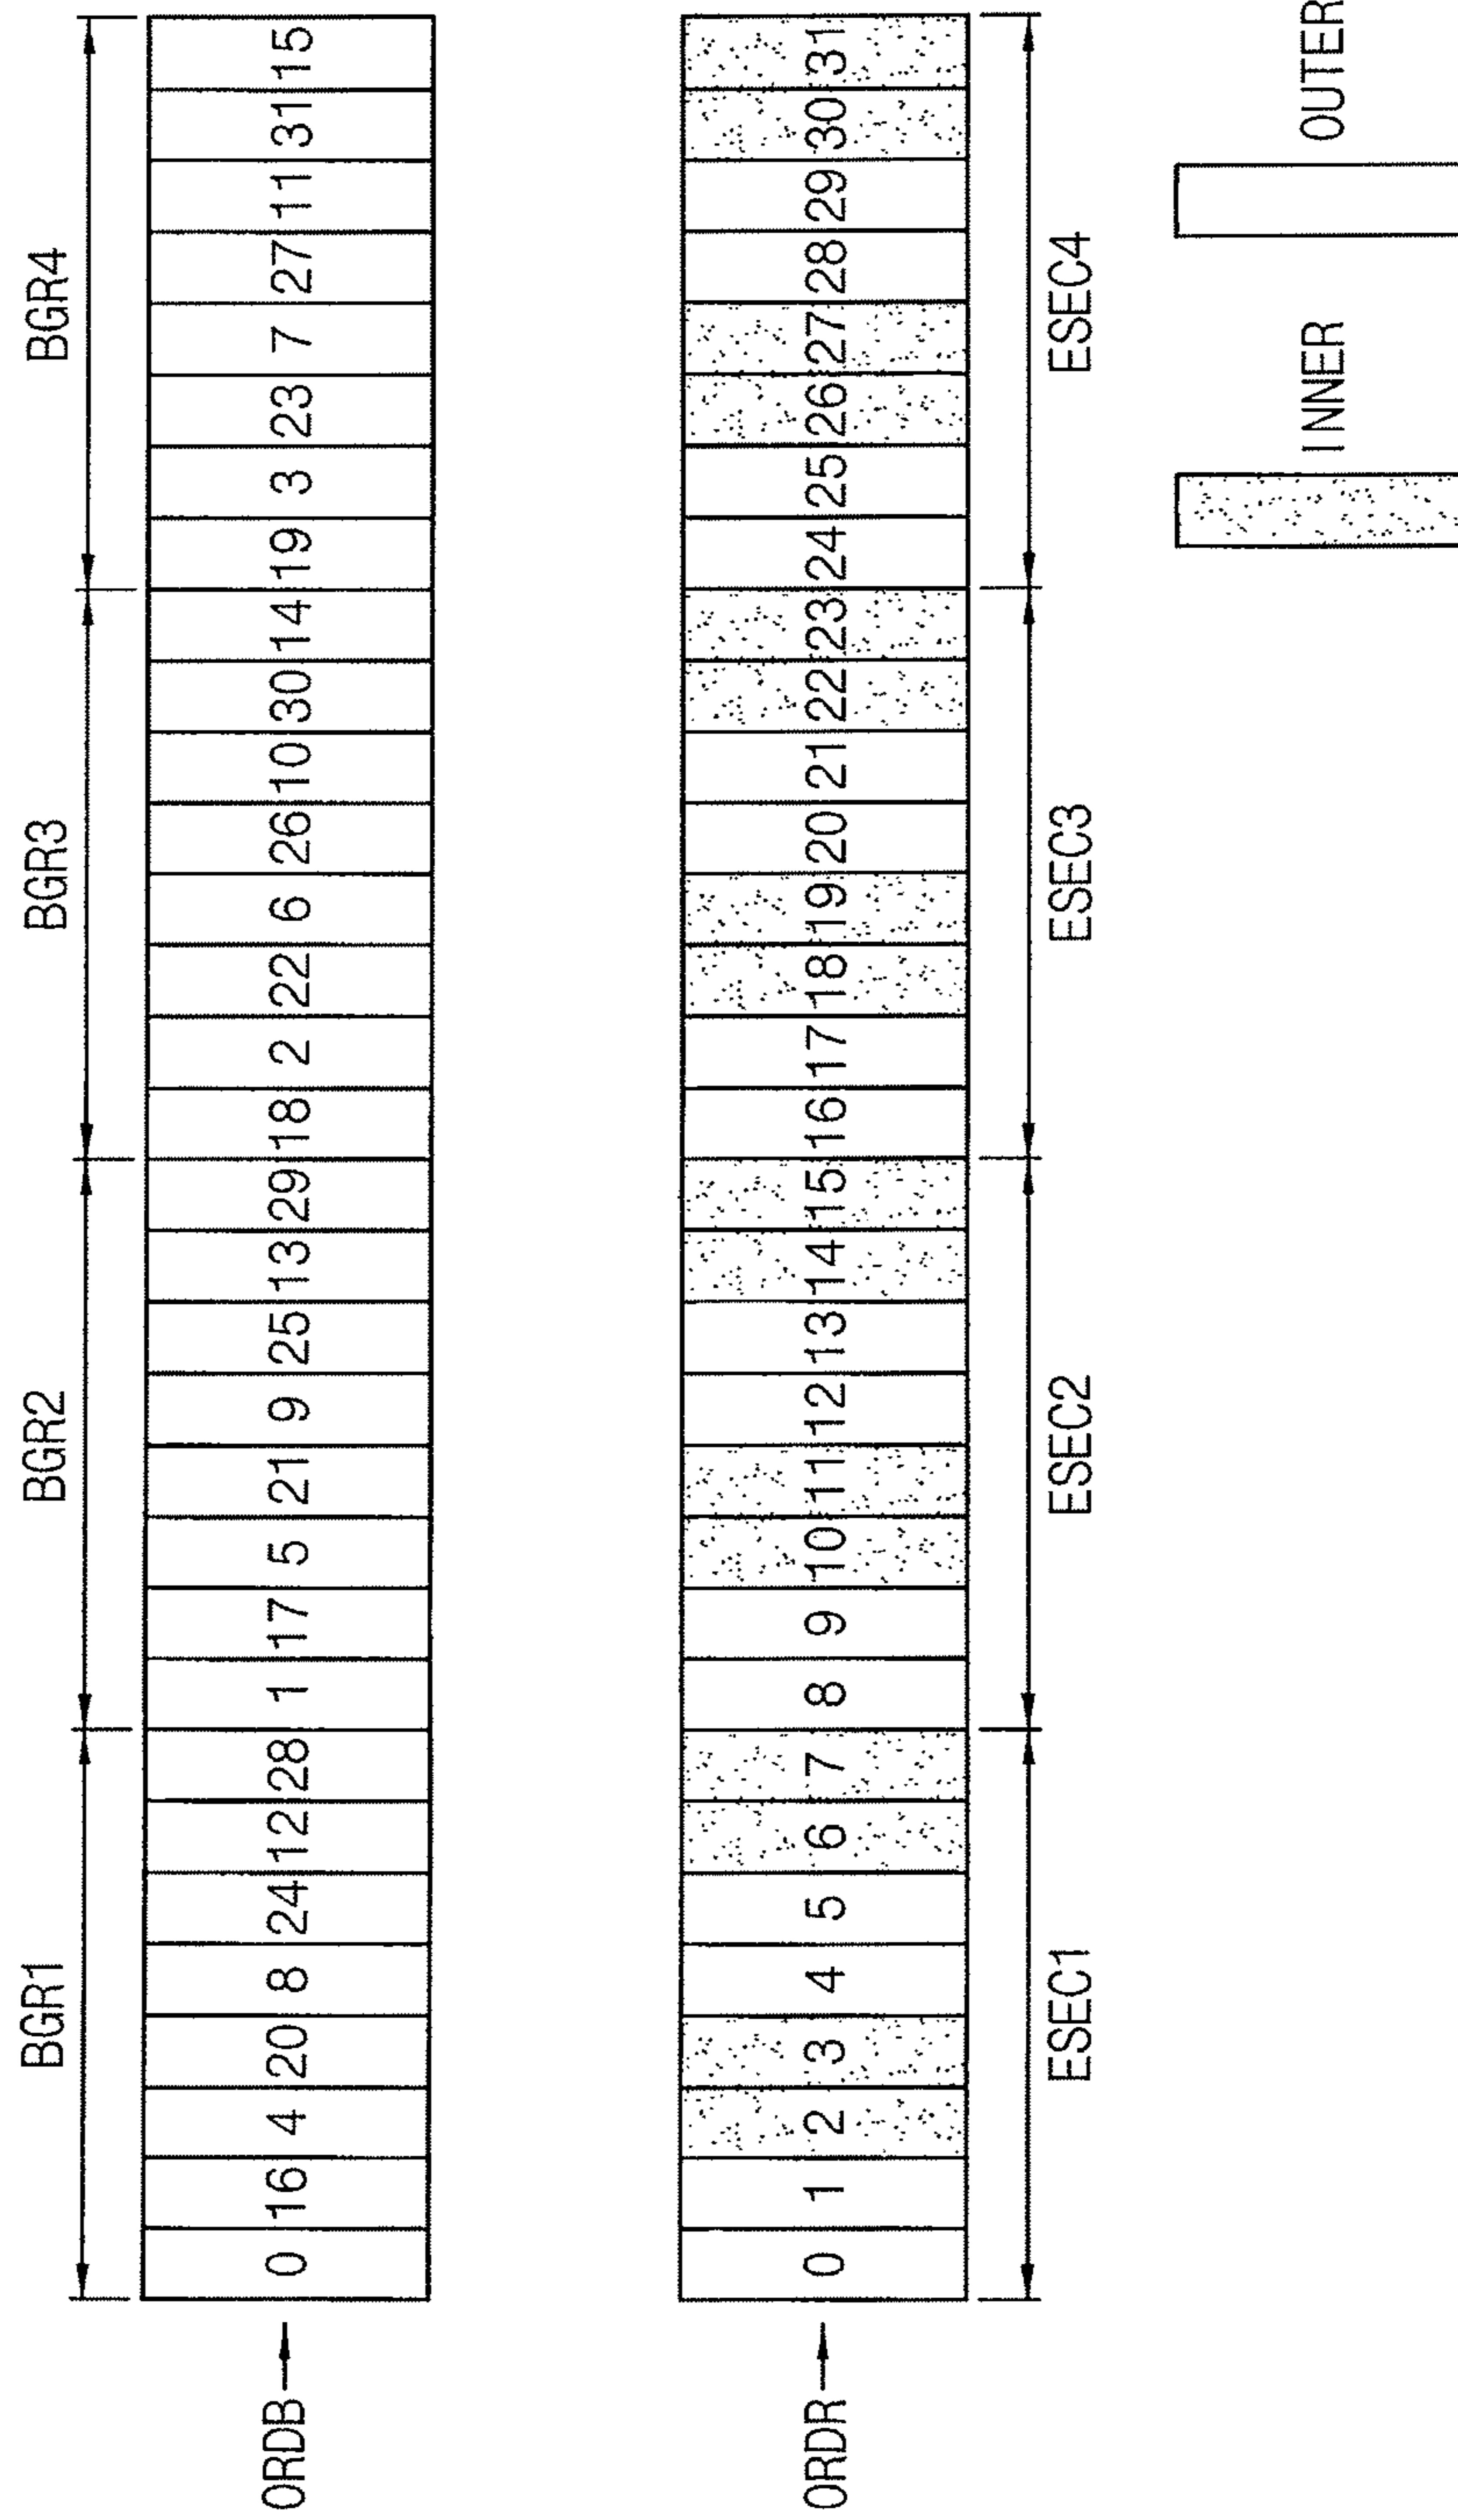 BGR1 BGR2 BGR3 BGR4
ORDB 0 16 4 20 8 24 12 28 1 17 5 21 9 25 13 29 18 2 22 6 26 10 30 14 19 3 23 7 27 11 31 15
ORDR 0 1 2 3 4 5 6 7 8 9 10 11 12 13 14 15 16 17 18 19 20 21 22 23 24 25 26 27 28 29 30 31
ESEC1 ESEC2 ESEC3 ESEC4
INNER OUTER